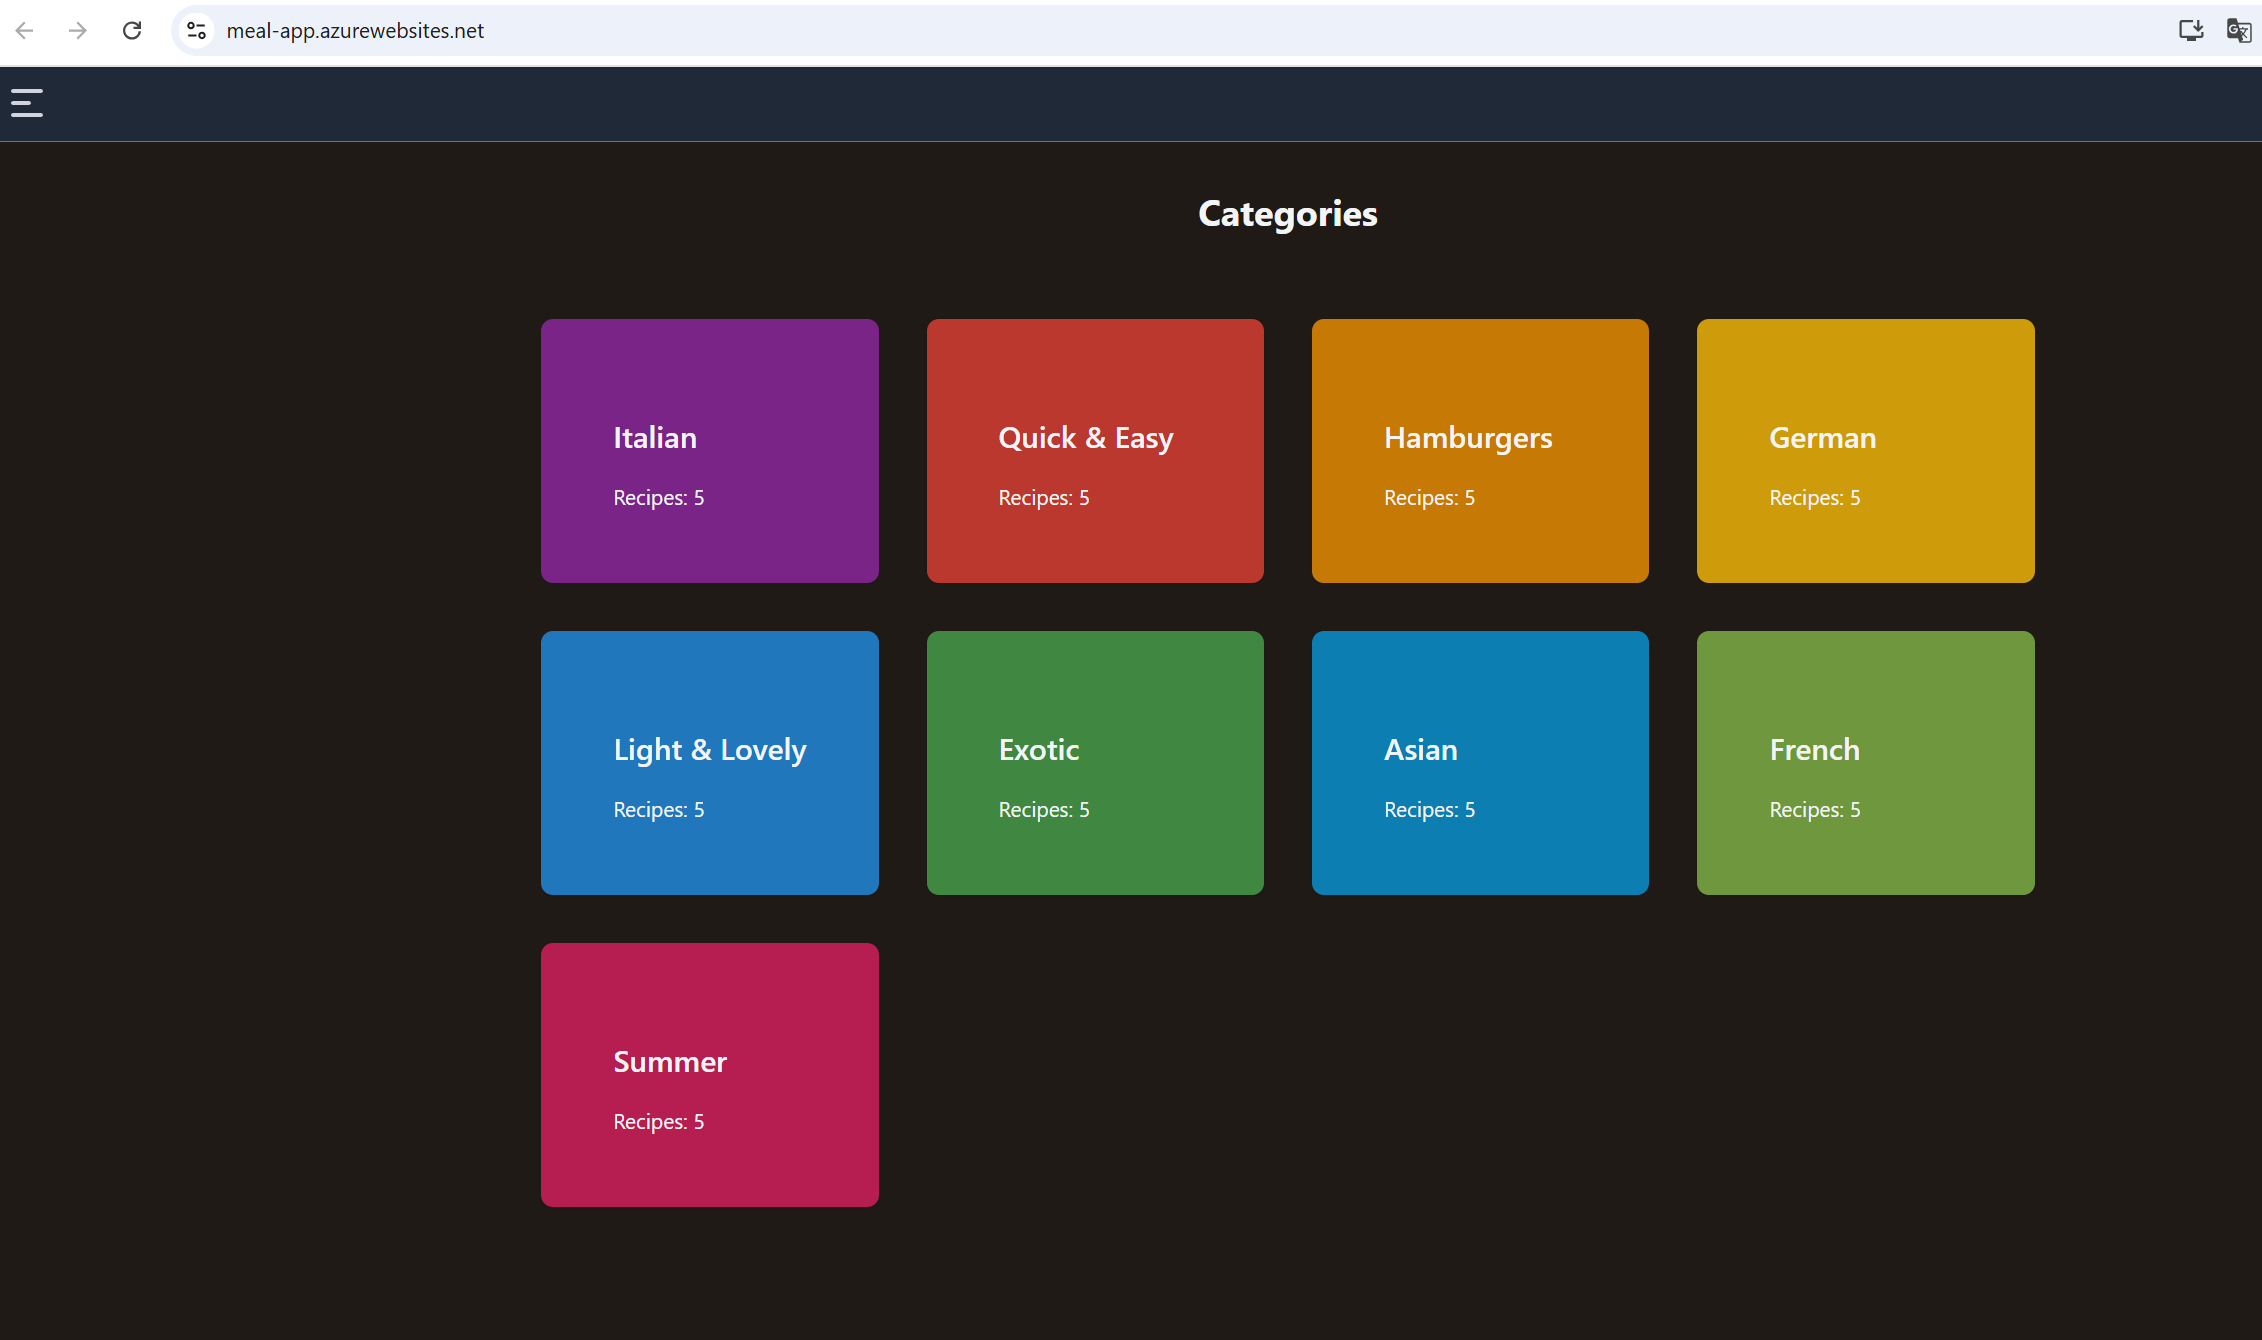 meal-app.azurewebsites.net
Categories
Italian
Recipes: 5
Quick & Easy
Recipes: 5
Hamburgers
Recipes: 5
German
Recipes: 5
Light & Lovely
Recipes: 5
Exotic
Recipes: 5
Asian
Recipes: 5
French
Recipes: 5
Summer
Recipes: 5